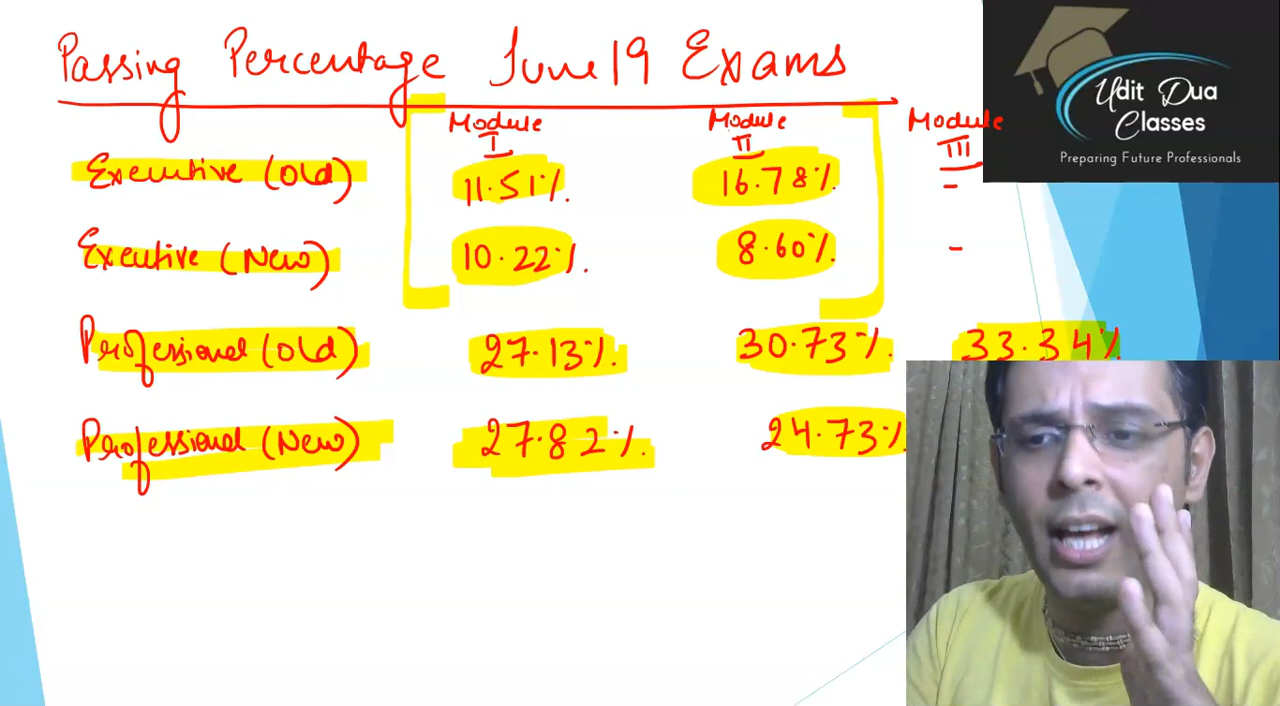 Passing Percentage June 19 Exams
Udit Dua
Classes
Preparing Future Professionals
Module I Module II Module III
Executive (Old) 11.51% 16.78% -
Executive (New) 10.22% 8.60% -
Professional (Old) 27.13% 30.73% 33.34%
Professional (New) 27.82% 24.73%